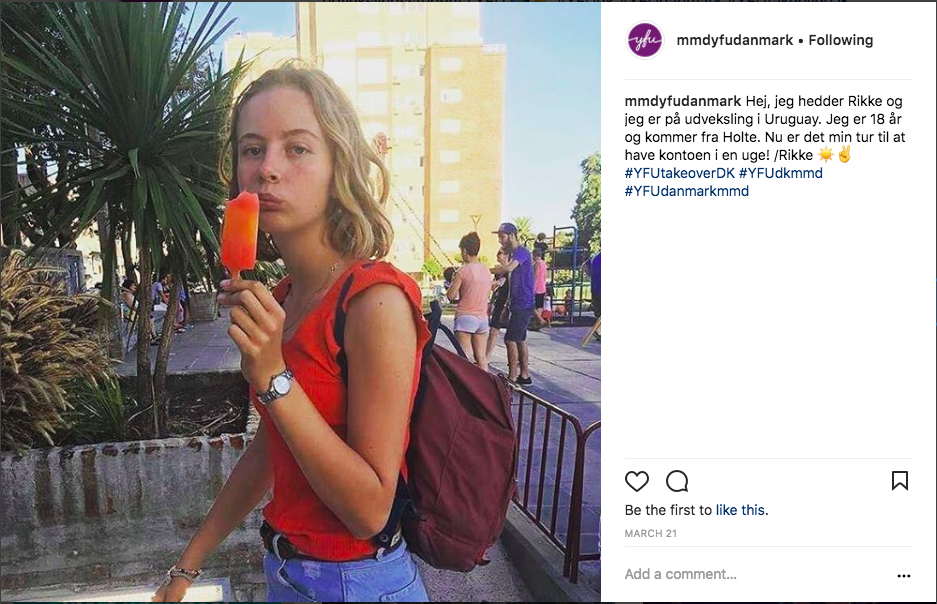 yfu
mmdyfudanmark • Following
mmdyfudanmark Hej, jeg hedder Rikke og
jeg er på udveksling i Uruguay. Jeg er 18 år
og kommer fra Holte. Nu er det min tur til at
have kontoen i en uge! /Rikke ☀️✌️
#YFUtakeoverDK #YFUdkmmd
#YFUdanmarkmmd
Be the first to like this.
MARCH 21
Add a comment...